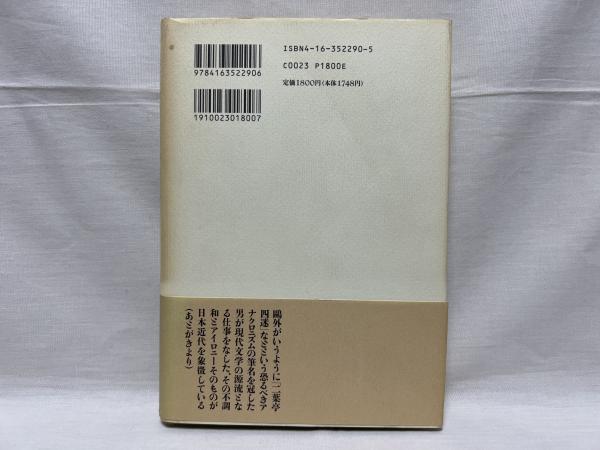 ISBN4-16-352290-5
C0023 P1800E
定価1800円(本体1748円)
9784163522906
1910023018007
鷗外がいうように「二葉亭
四迷」などという恐るべきア
ナクロニズムの筆名を冠した
男が現代文学の源流とな
る仕事をなした、その不調
和とアイロニーそのものが
日本近代を象徴している
(あとがきより)